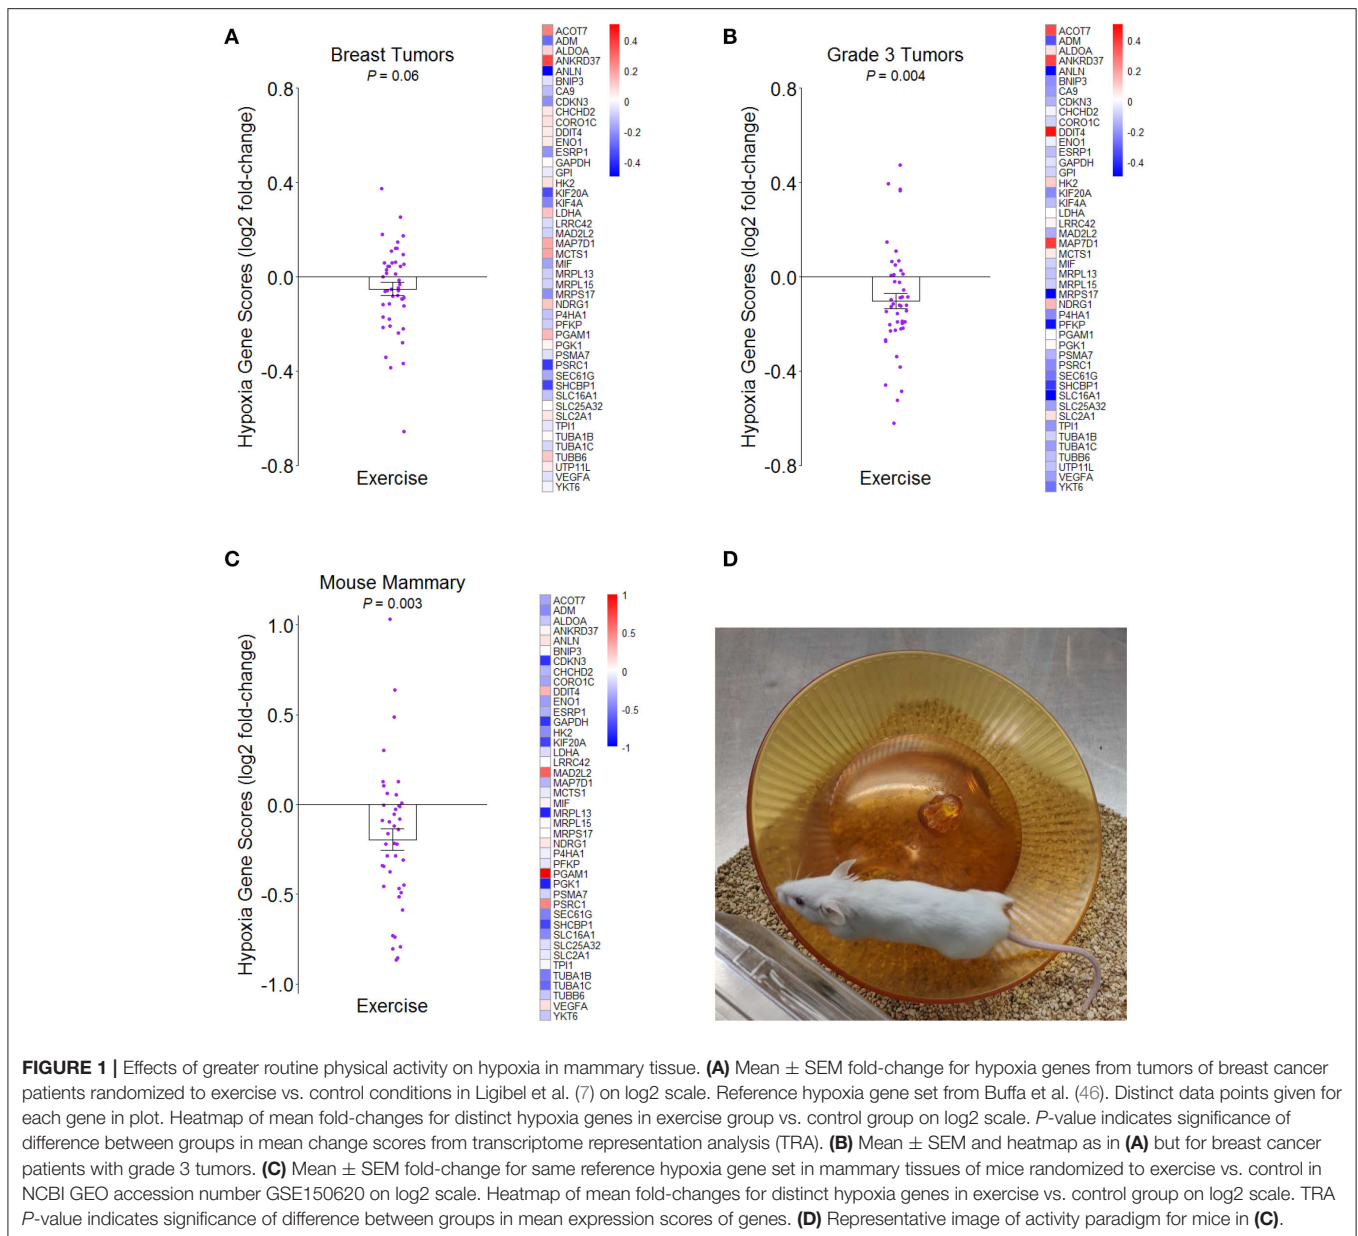 A
Breast Tumors
P = 0.06
Hypoxia Gene Scores (log2 fold-change)
0.8
0.4
0.0
-0.4
-0.8
Exercise
ACOT7
ADM
ALDOA
ANKRD37
ANLN
BNIP3
CA9
CDKN3
CHCHD2
CORO1C
DDIT4
ENO1
ESRP1
GAPDH
GPI
HK2
KIF20A
KIF4A
LDHA
LRRC42
MAD2L2
MAP7D1
MCTS1
MIF
MRPL13
MRPL15
MRPS17
NDRG1
P4HA1
PFKP
PGAM1
PGK1
PSMA7
PSRC1
SEC61G
SHCBP1
SLC16A1
SLC25A32
SLC2A1
TPI1
TUBA1B
TUBA1C
TUBB6
UTP11L
VEGFA
YKT6
0.4
0.2
0
-0.2
-0.4
B
Grade 3 Tumors
P = 0.004
Hypoxia Gene Scores (log2 fold-change)
0.8
0.4
0.0
-0.4
-0.8
Exercise
ACOT7
ADM
ALDOA
ANKRD37
ANLN
BNIP3
CA9
CDKN3
CHCHD2
CORO1C
DDIT4
ENO1
ESRP1
GAPDH
GPI
HK2
KIF20A
KIF4A
LDHA
LRRC42
MAD2L2
MAP7D1
MCTS1
MIF
MRPL13
MRPL15
MRPS17
NDRG1
P4HA1
PFKP
PGAM1
PGK1
PSMA7
PSRC1
SEC61G
SHCBP1
SLC16A1
SLC25A32
SLC2A1
TPI1
TUBA1B
TUBA1C
TUBB6
UTP11L
VEGFA
YKT6
0.4
0.2
0
-0.2
-0.4
C
Mouse Mammary
P = 0.003
Hypoxia Gene Scores (log2 fold-change)
1.0
0.5
0.0
-0.5
-1.0
Exercise
ACOT7
ADM
ALDOA
ANKRD37
ANLN
BNIP3
CDKN3
CHCHD2
CORO1C
DDIT4
ENO1
ESRP1
GAPDH
HK2
KIF20A
LDHA
LRRC42
MAD2L2
MAP7D1
MCTS1
MIF
MRPL13
MRPL15
MRPS17
NDRG1
P4HA1
PFKP
PGAM1
PGK1
PSMA7
PSRC1
SEC61G
SHCBP1
SLC16A1
SLC25A32
SLC2A1
TPI1
TUBA1B
TUBA1C
TUBB6
VEGFA
YKT6
1
0.5
0
-0.5
-1
D
FIGURE 1 | Effects of greater routine physical activity on hypoxia in mammary tissue. (A) Mean ± SEM fold-change for hypoxia genes from tumors of breast cancer
patients randomized to exercise vs. control conditions in Ligibel et al. (7) on log2 scale. Reference hypoxia gene set from Buffa et al. (46). Distinct data points given for
each gene in plot. Heatmap of mean fold-changes for distinct hypoxia genes in exercise group vs. control group on log2 scale. P-value indicates significance of
difference between groups in mean change scores from transcriptome representation analysis (TRA). (B) Mean ± SEM and heatmap as in (A) but for breast cancer
patients with grade 3 tumors. (C) Mean ± SEM fold-change for same reference hypoxia gene set in mammary tissues of mice randomized to exercise vs. control in
NCBI GEO accession number GSE150620 on log2 scale. Heatmap of mean fold-changes for distinct hypoxia genes in exercise vs. control group on log2 scale. TRA
P-value indicates significance of difference between groups in mean expression scores of genes. (D) Representative image of activity paradigm for mice in (C).